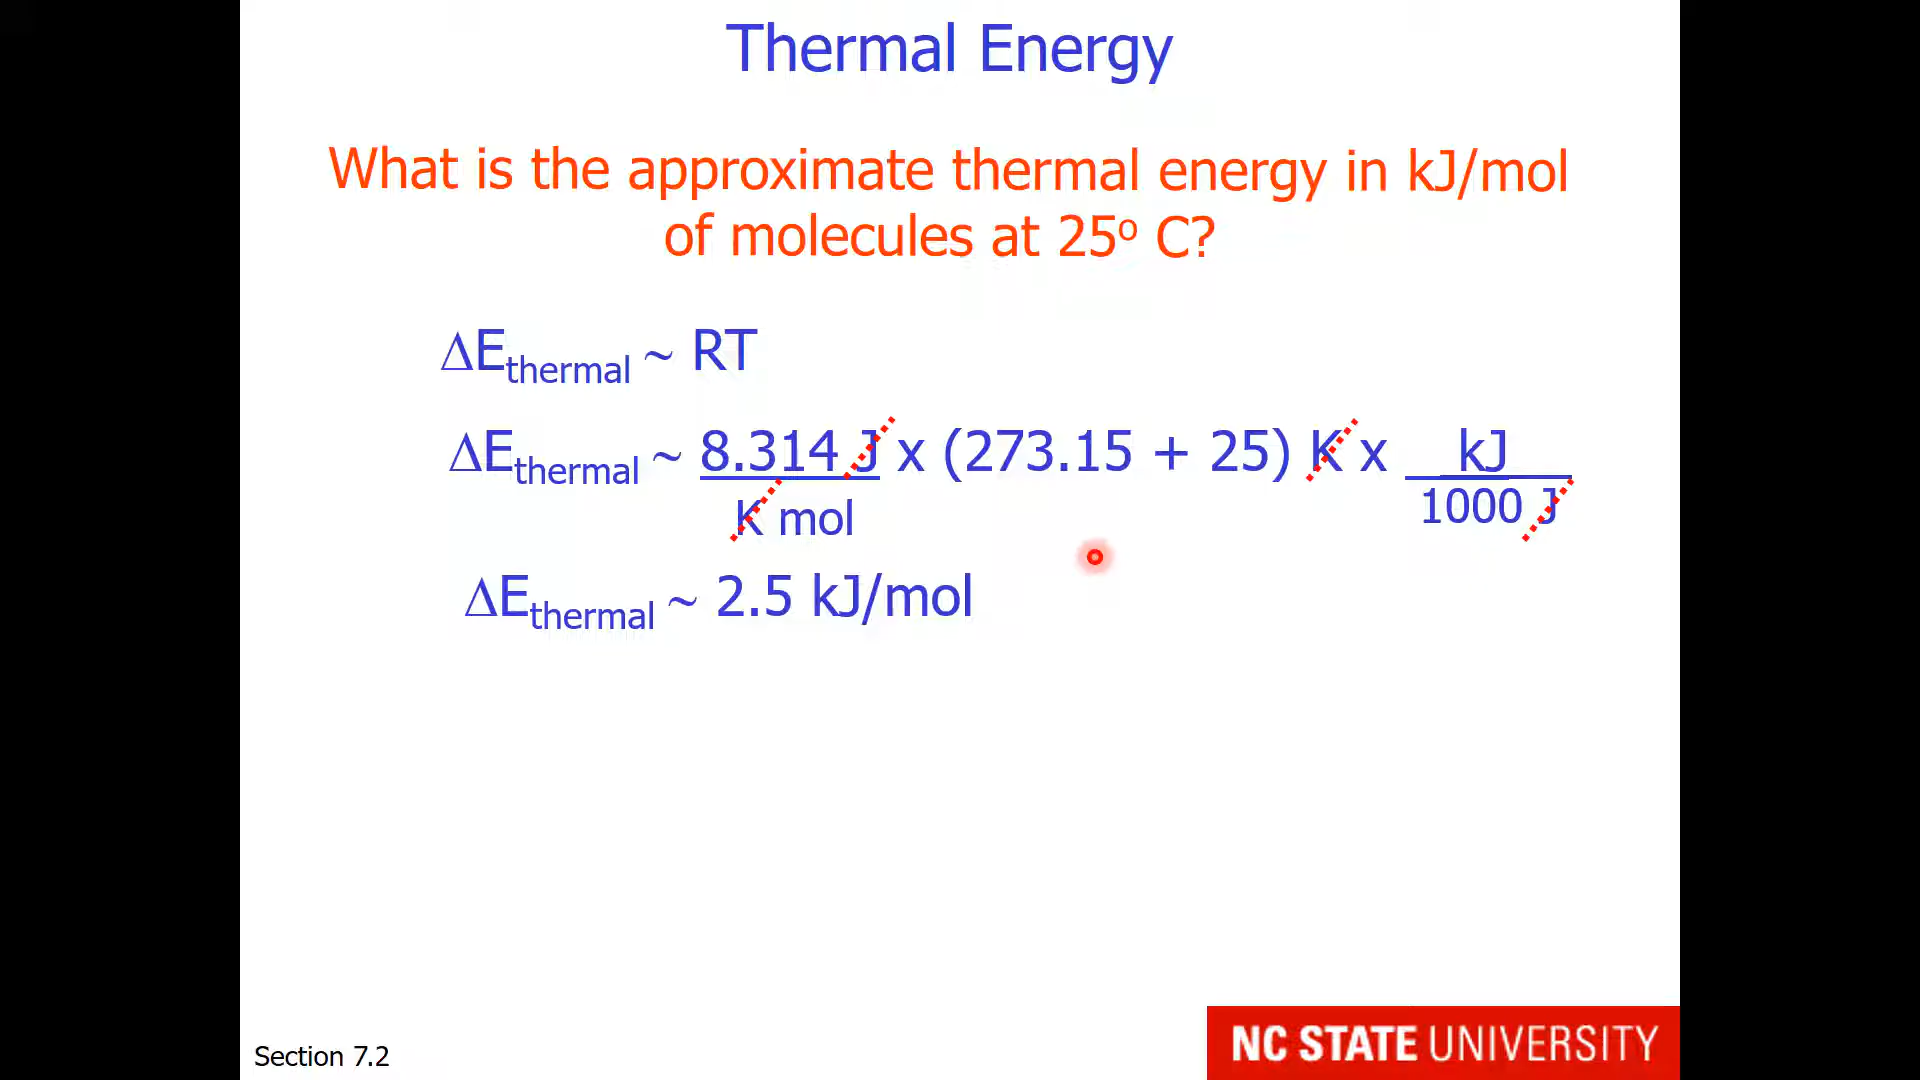 Thermal Energy
What is the approximate thermal energy in kJ/mol
of molecules at 25º C?
ΔEthermal ~ RT
ΔEthermal ~ 8.314 J x (273.15 + 25) K x kJ
K mol 1000 J
ΔEthermal ~ 2.5 kJ/mol
Section 7.2
NC STATE UNIVERSITY